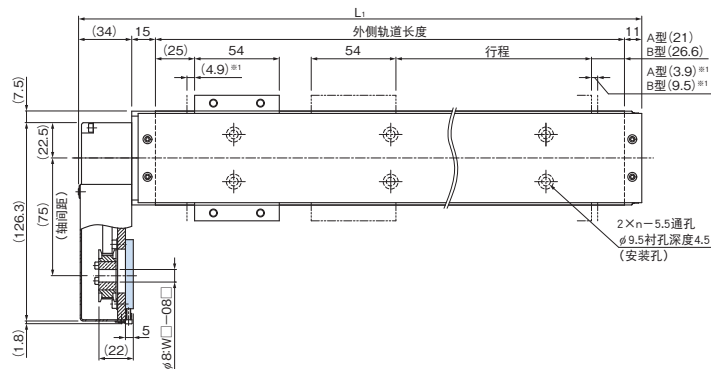 L₁
(34)
15
外侧轨道长度
11
A型(21)
B型(26.6)
(25)
54
54
行程
(4.9)※1
A型(3.9)※1
B型(9.5)※1
(7.5)
(22.5)
(126.3)
(75)
(轴间距)
(1.8)
2×n－5.5通孔
φ9.5衬孔深度4.5
(安装孔)
5
(22)
φ8:W□－08□